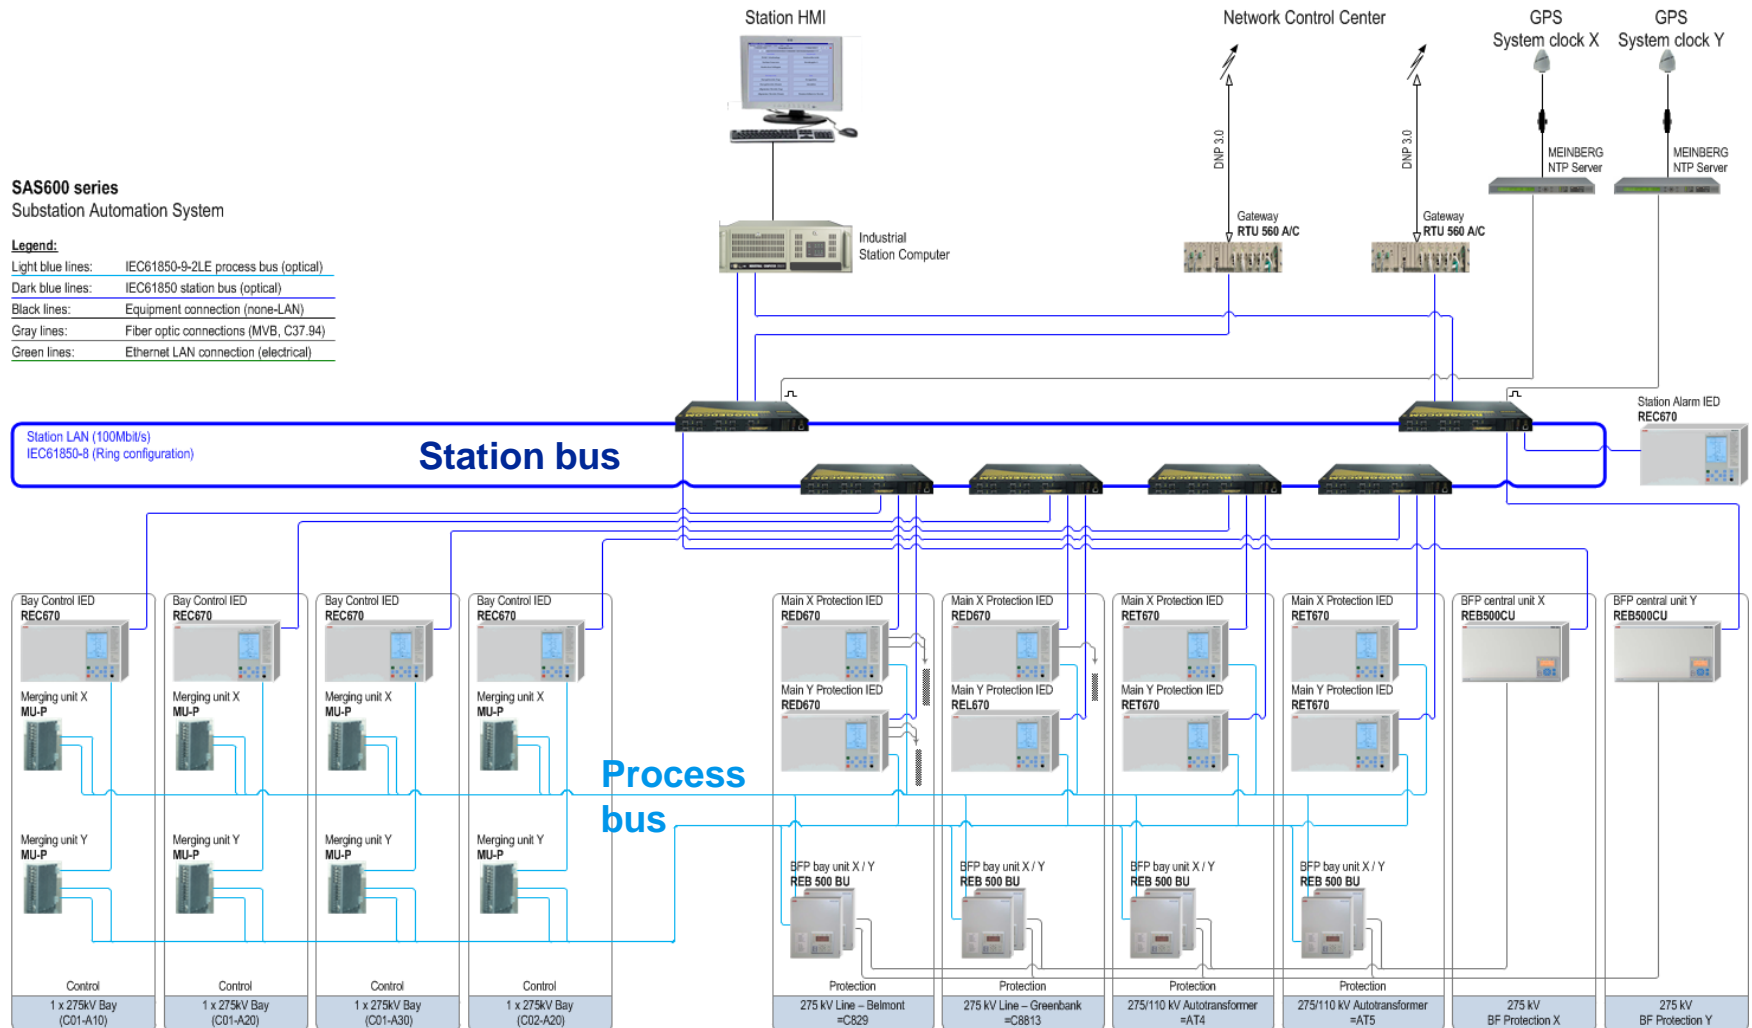 Station HMI
Network Control Center
GPS
System clock X
GPS
System clock Y
DNP 3.0
DNP 3.0
MEINBERG
NTP Server
MEINBERG
NTP Server
SAS600 series
Substation Automation System
Legend:
Light blue lines: IEC61850-9-2LE process bus (optical)
Dark blue lines: IEC61850 station bus (optical)
Black lines: Equipment connection (none-LAN)
Gray lines: Fiber optic connections (MVB, C37.94)
Green lines: Ethernet LAN connection (electrical)
Industrial
Station Computer
Gateway
RTU 560 A/C
Gateway
RTU 560 A/C
Station Alarm IED
REC670
Station LAN (100Mbit/s)
IEC61850-8 (Ring configuration)
Station bus
Bay Control IED
REC670
Bay Control IED
REC670
Bay Control IED
REC670
Bay Control IED
REC670
Main X Protection IED
RED670
Main X Protection IED
RED670
Main X Protection IED
RET670
Main X Protection IED
RET670
BFP central unit X
REB500CU
BFP central unit Y
REB500CU
Merging unit X
MU-P
Merging unit X
MU-P
Merging unit X
MU-P
Merging unit X
MU-P
Main Y Protection IED
RED670
Main Y Protection IED
REL670
Main Y Protection IED
RET670
Main Y Protection IED
RET670
Process
bus
Merging unit Y
MU-P
Merging unit Y
MU-P
Merging unit Y
MU-P
Merging unit Y
MU-P
BFP bay unit X / Y
REB 500 BU
BFP bay unit X / Y
REB 500 BU
BFP bay unit X / Y
REB 500 BU
BFP bay unit X / Y
REB 500 BU
Control
1 x 275kV Bay
(C01-A10)
Control
1 x 275kV Bay
(C01-A20)
Control
1 x 275kV Bay
(C01-A30)
Control
1 x 275kV Bay
(C02-A20)
Protection
275 kV Line – Belmont
=C829
Protection
275 kV Line – Greenbank
=C8813
Protection
275/110 kV Autotransformer
=AT4
Protection
275/110 kV Autotransformer
=AT5
275 kV
BF Protection X
275 kV
BF Protection Y